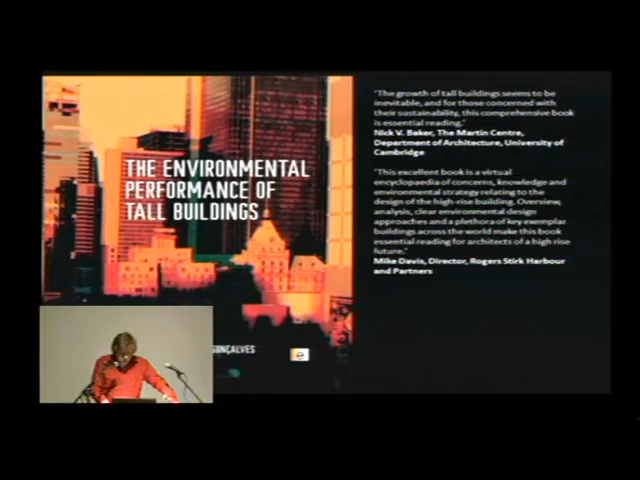 THE ENVIRONMENTAL
PERFORMANCE OF
TALL BUILDINGS
GONÇALVES
e
"The growth of tall buildings seems to be
inevitable, and for those concerned with
their sustainability, this comprehensive book
is essential reading."
Nick V. Baker, The Martin Centre,
Department of Architecture, University of
Cambridge
"This excellent book is a virtual
encyclopaedia of concerns, knowledge and
environmental strategy relating to the
design of the high-rise building. Overview,
analysis, clear environmental design
approaches and a plethora of key exemplar
buildings across the world make this book
essential reading for architects of a high rise
future."
Mike Davis, Director, Rogers Stirk Harbour
and Partners